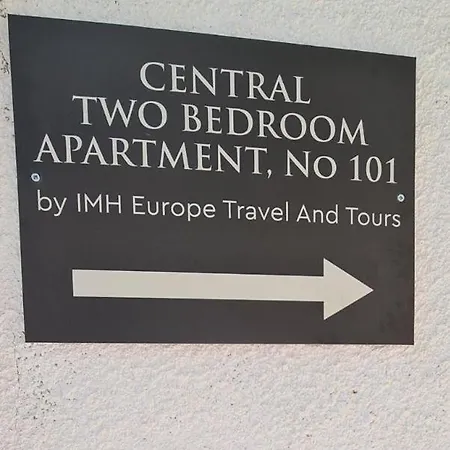 CENTRAL
TWO BEDROOM
APARTMENT, No 101
by IMH Europe Travel And Tours